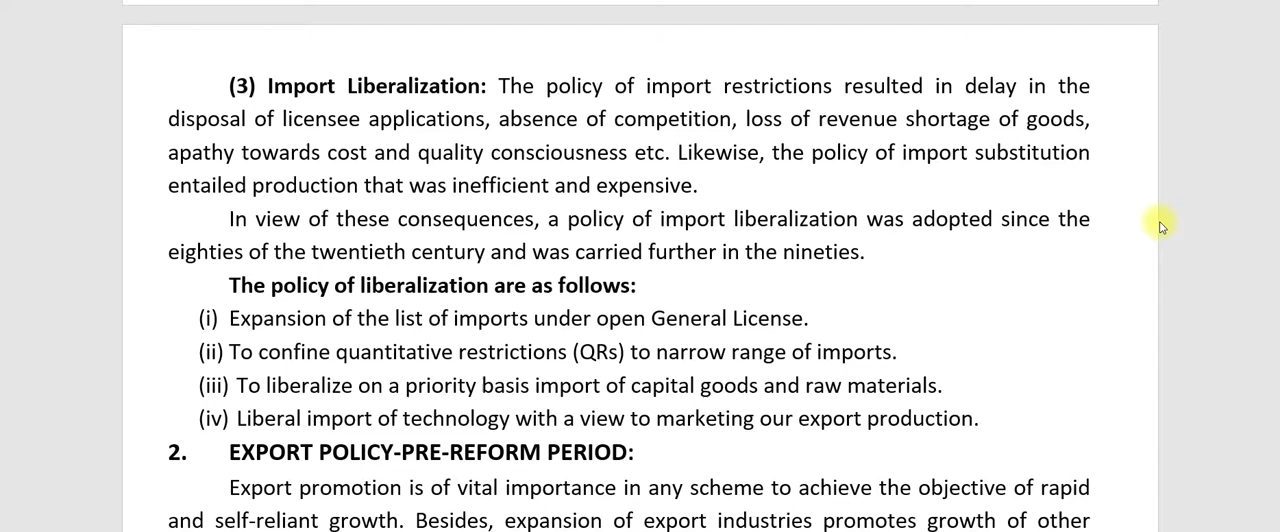 (3) Import Liberalization: The policy of import restrictions resulted in delay in the
disposal of licensee applications, absence of competition, loss of revenue shortage of goods,
apathy towards cost and quality consciousness etc. Likewise, the policy of import substitution
entailed production that was inefficient and expensive.
In view of these consequences, a policy of import liberalization was adopted since the
eighties of the twentieth century and was carried further in the nineties.
The policy of liberalization are as follows:
(i) Expansion of the list of imports under open General License.
(ii) To confine quantitative restrictions (QRs) to narrow range of imports.
(iii) To liberalize on a priority basis import of capital goods and raw materials.
(iv) Liberal import of technology with a view to marketing our export production.
2. EXPORT POLICY-PRE-REFORM PERIOD:
Export promotion is of vital importance in any scheme to achieve the objective of rapid
and self-reliant growth. Besides, expansion of export industries promotes growth of other